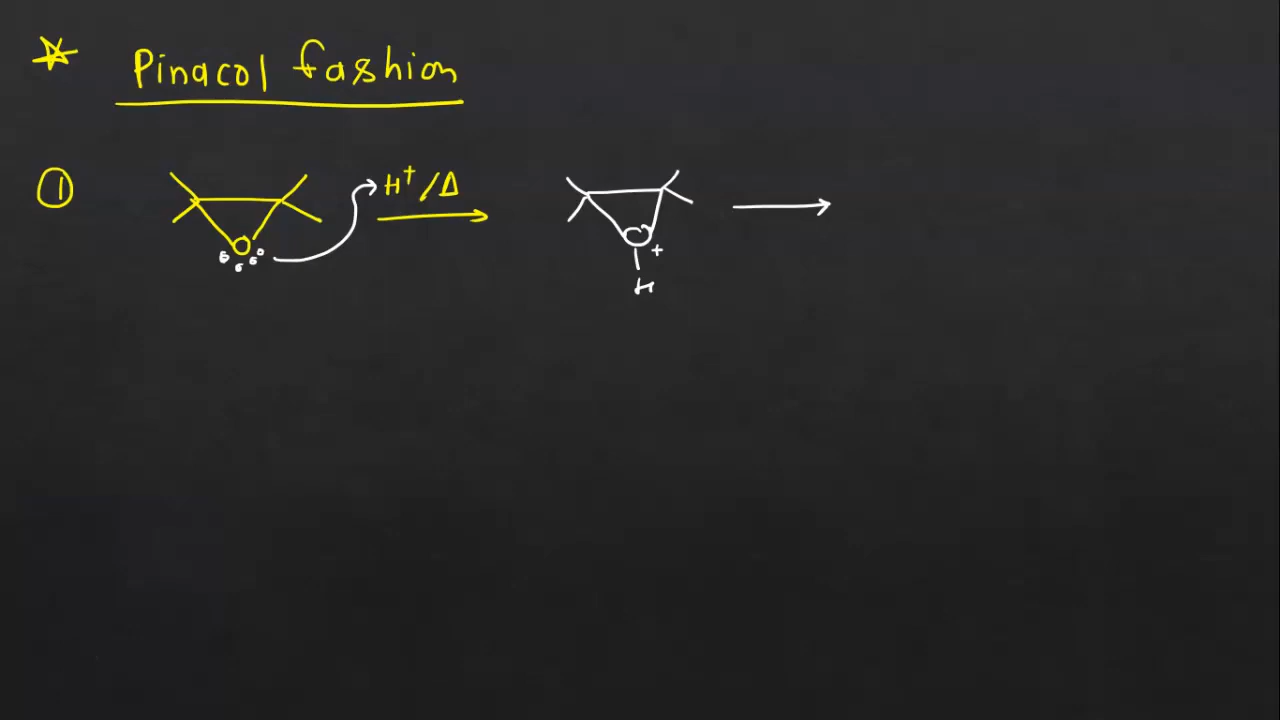 Pinacol fashion
① H⁺/Δ
O O
+
H